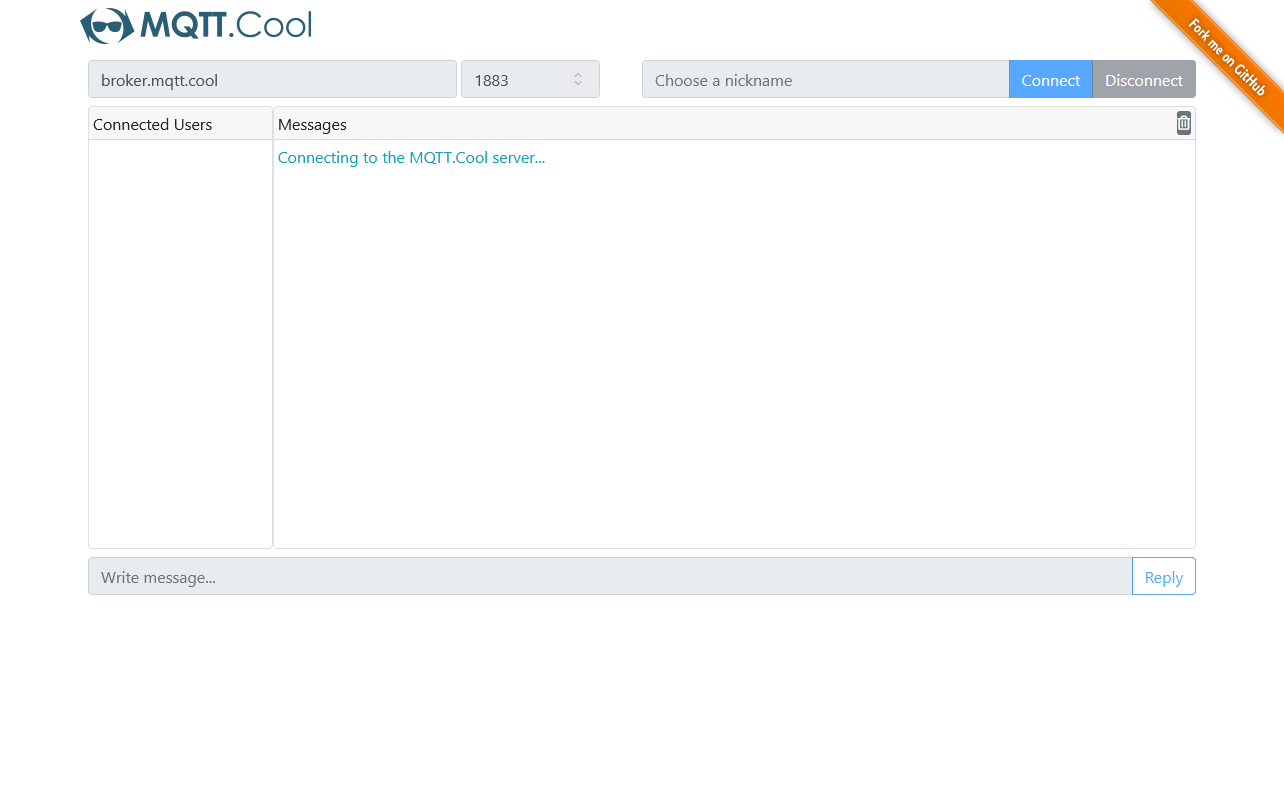 MQTT.Cool
Fork me on GitHub
broker.mqtt.cool
1883
Choose a nickname
Connect
Disconnect
Connected Users
Messages
Connecting to the MQTT.Cool server...
Write message...
Reply